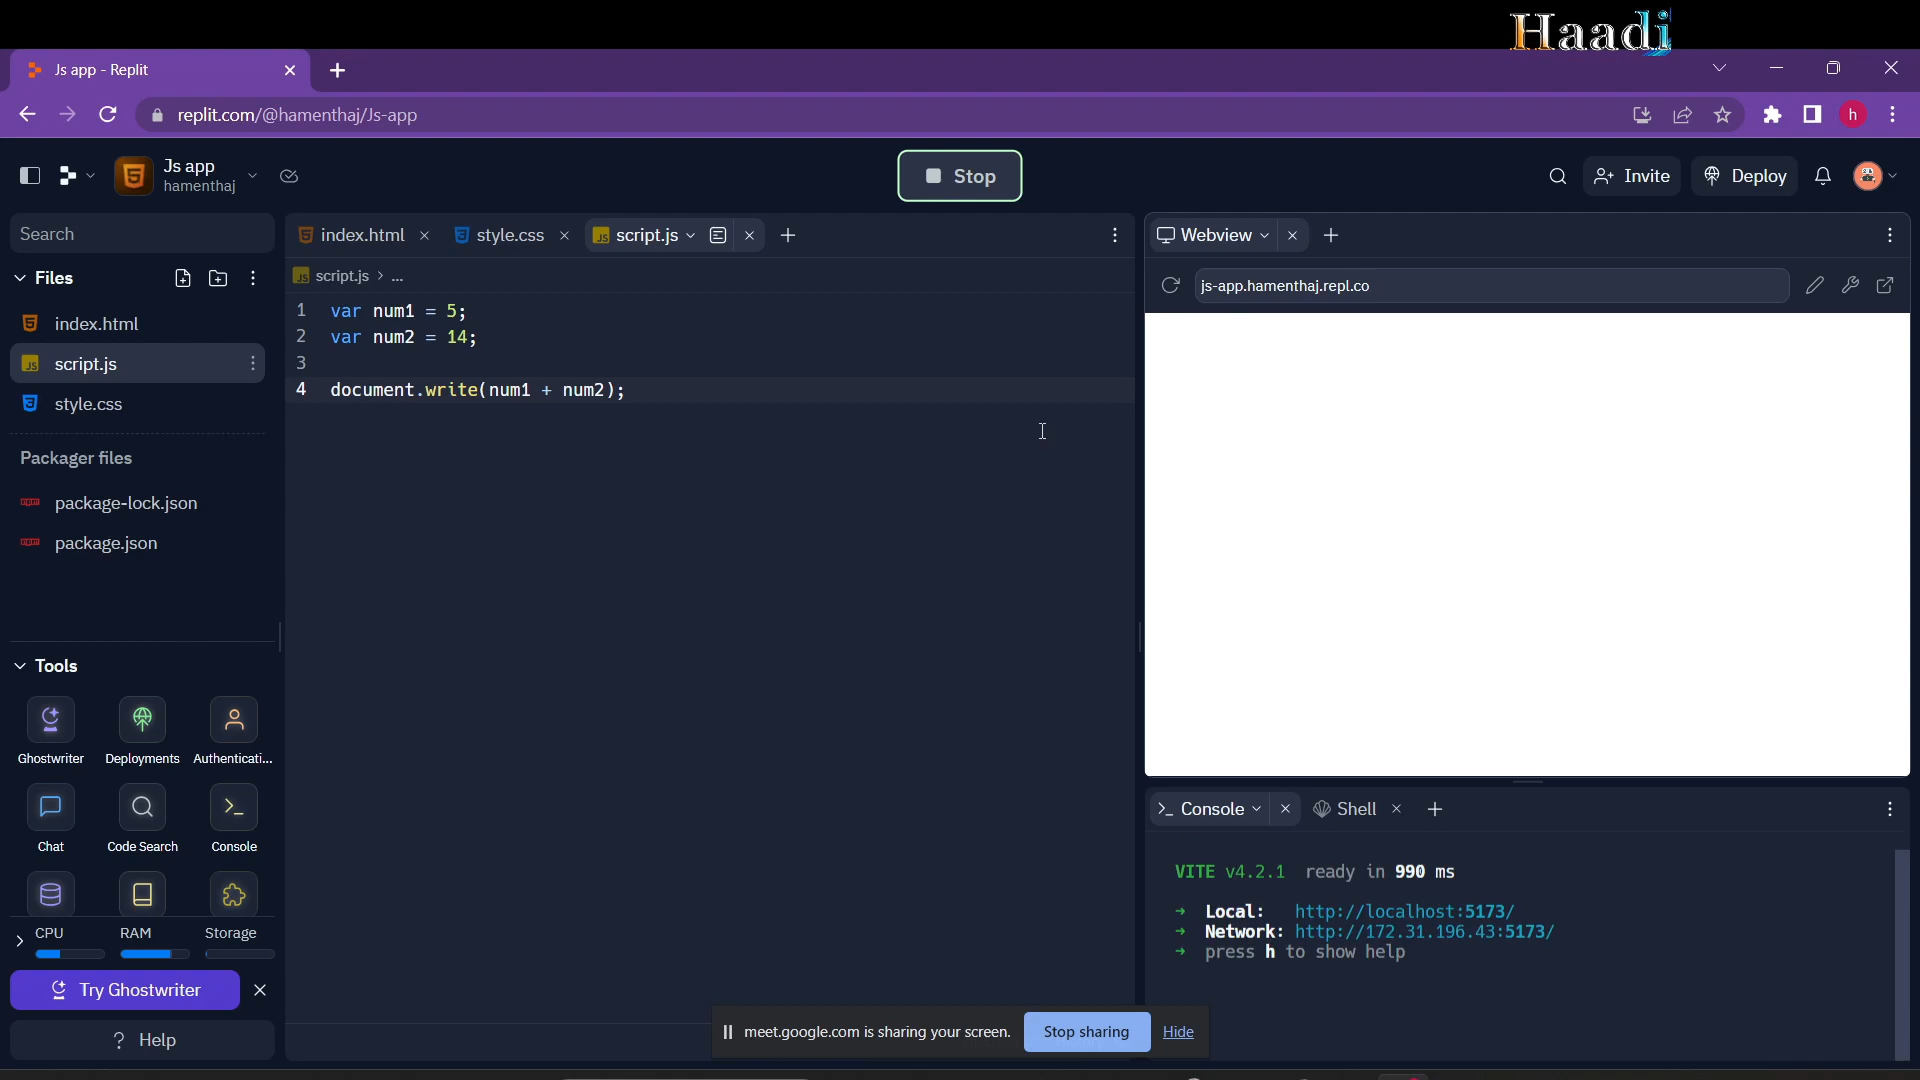 Haadi
Js app - Replit
replit.com/@hamenthaj/Js-app
h
Js app
hamenthaj
Stop
Invite
Deploy
Search
Files
index.html
script.js
style.css
Packager files
package-lock.json
package.json
Tools
Ghostwriter
Deployments
Authenticati...
Chat
Code Search
Console
CPU
RAM
Storage
Try Ghostwriter
? Help
index.html
style.css
script.js
script.js > ...
1 var num1 = 5;
2 var num2 = 14;
3
4 document.write(num1 + num2);
Webview
js-app.hamenthaj.repl.co
Console
Shell
VITE v4.2.1 ready in 990 ms
➜ Local: http://localhost:5173/
➜ Network: http://172.31.196.43:5173/
➜ press h to show help
meet.google.com is sharing your screen.
Stop sharing
Hide